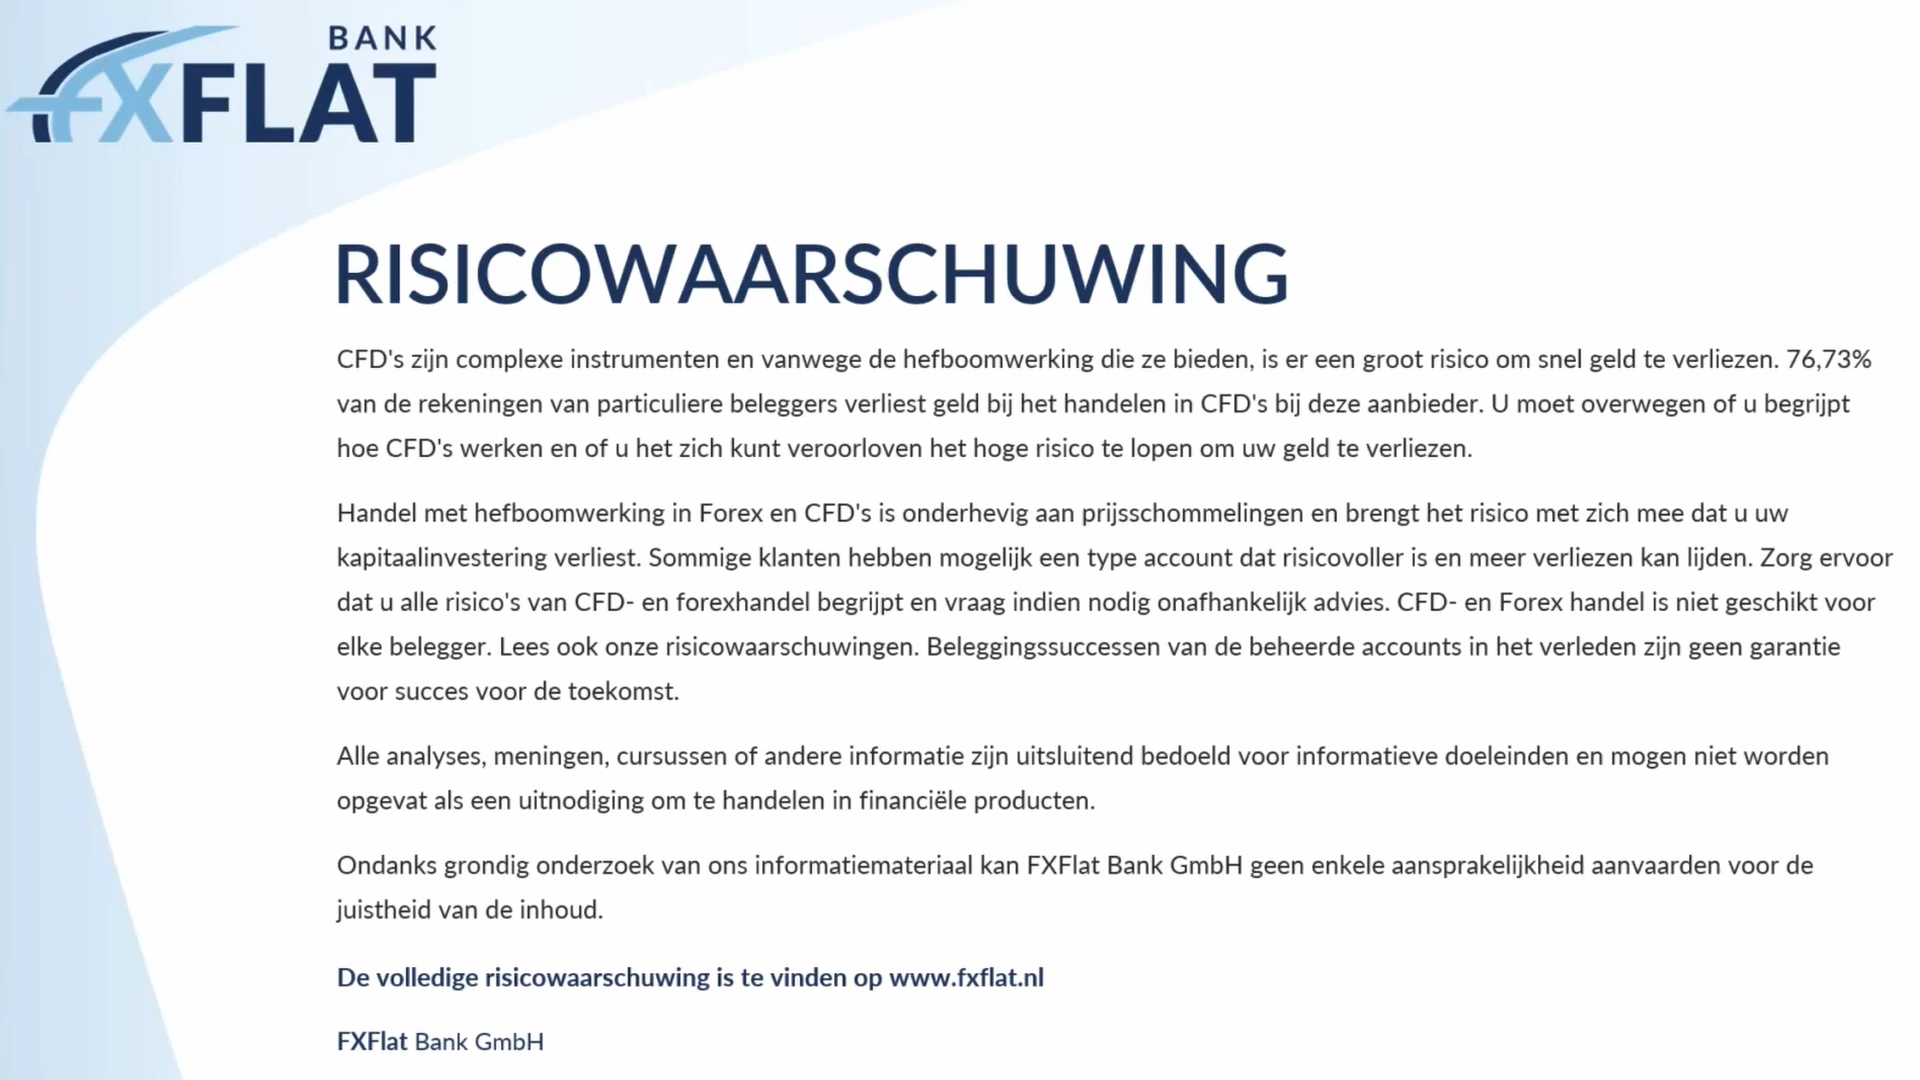 BANK
FXFLAT
RISICOWAARSCHUWING
CFD's zijn complexe instrumenten en vanwege de hefboomwerking die ze bieden, is er een groot risico om snel geld te verliezen. 76,73%
van de rekeningen van particuliere beleggers verliest geld bij het handelen in CFD's bij deze aanbieder. U moet overwegen of u begrijpt
hoe CFD's werken en of u het zich kunt veroorloven het hoge risico te lopen om uw geld te verliezen.
Handel met hefboomwerking in Forex en CFD's is onderhevig aan prijsschommelingen en brengt het risico met zich mee dat u uw
kapitaalinvestering verliest. Sommige klanten hebben mogelijk een type account dat risicovoller is en meer verliezen kan lijden. Zorg ervoor
dat u alle risico's van CFD- en forexhandel begrijpt en vraag indien nodig onafhankelijk advies. CFD- en Forex handel is niet geschikt voor
elke belegger. Lees ook onze risicowaarschuwingen. Beleggingssuccessen van de beheerde accounts in het verleden zijn geen garantie
voor succes voor de toekomst.
Alle analyses, meningen, cursussen of andere informatie zijn uitsluitend bedoeld voor informatieve doeleinden en mogen niet worden
opgevat als een uitnodiging om te handelen in financiële producten.
Ondanks grondig onderzoek van ons informatiemateriaal kan FXFlat Bank GmbH geen enkele aansprakelijkheid aanvaarden voor de
juistheid van de inhoud.
De volledige risicowaarschuwing is te vinden op www.fxflat.nl
FXFlat Bank GmbH